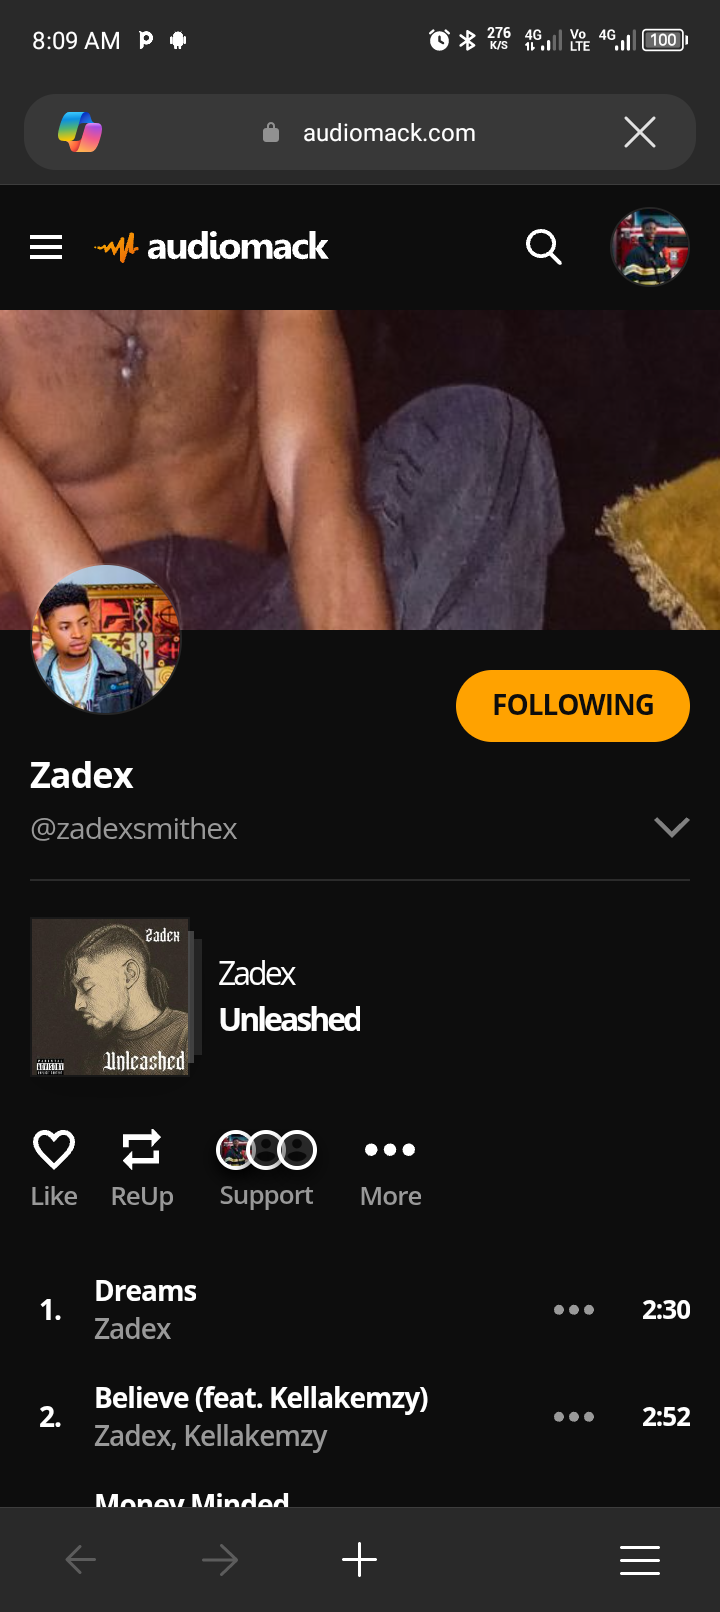 8:09 AM
276
K/S
4G
Vo
LTE
4G
100
audiomack.com
audiomack
FOLLOWING
Zadex
@zadexsmithex
Zadex
Unleashed
Zadex
Unleashed
Like
ReUp
Support
More
1.
Dreams
Zadex
2:30
2.
Believe (feat. Kellakemzy)
Zadex, Kellakemzy
2:52
Money Minded